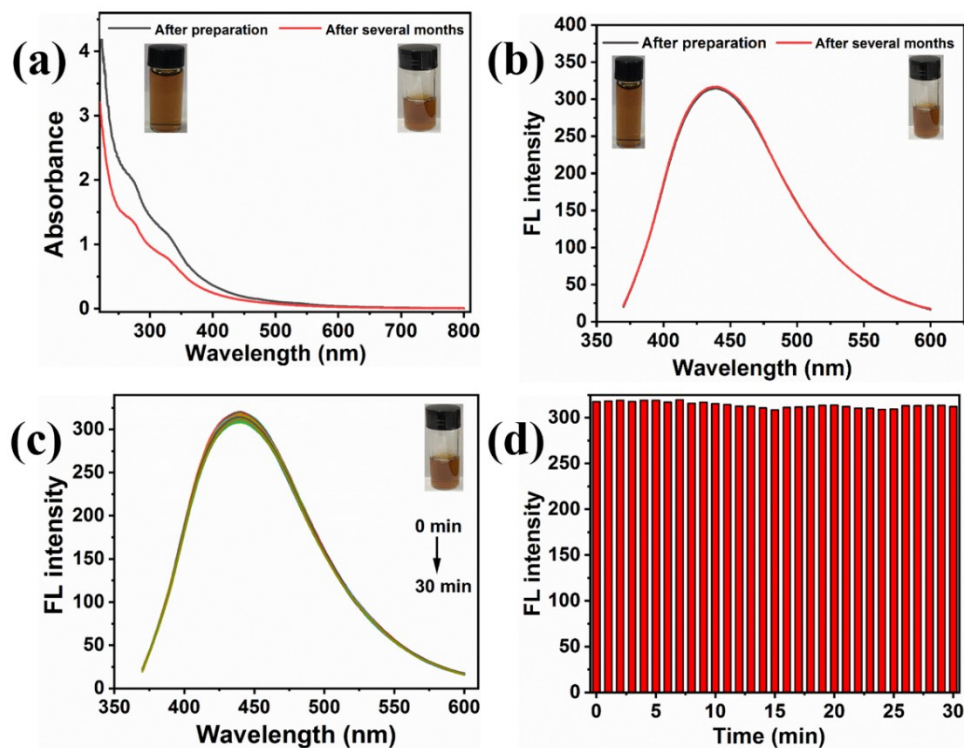 (a)
After preparation After several months
4
3
2
1
0
Absorbance
300 400 500 600 700 800
Wavelength (nm)
(b)
After preparation After several months
400
350
300
250
200
150
100
50
0
FL intensity
350 400 450 500 550 600
Wavelength (nm)
(c)
300
250
200
150
100
50
0
FL intensity
0 min
30 min
350 400 450 500 550 600
Wavelength (nm)
(d)
300
250
200
150
100
50
0
FL intensity
0 5 10 15 20 25 30
Time (min)